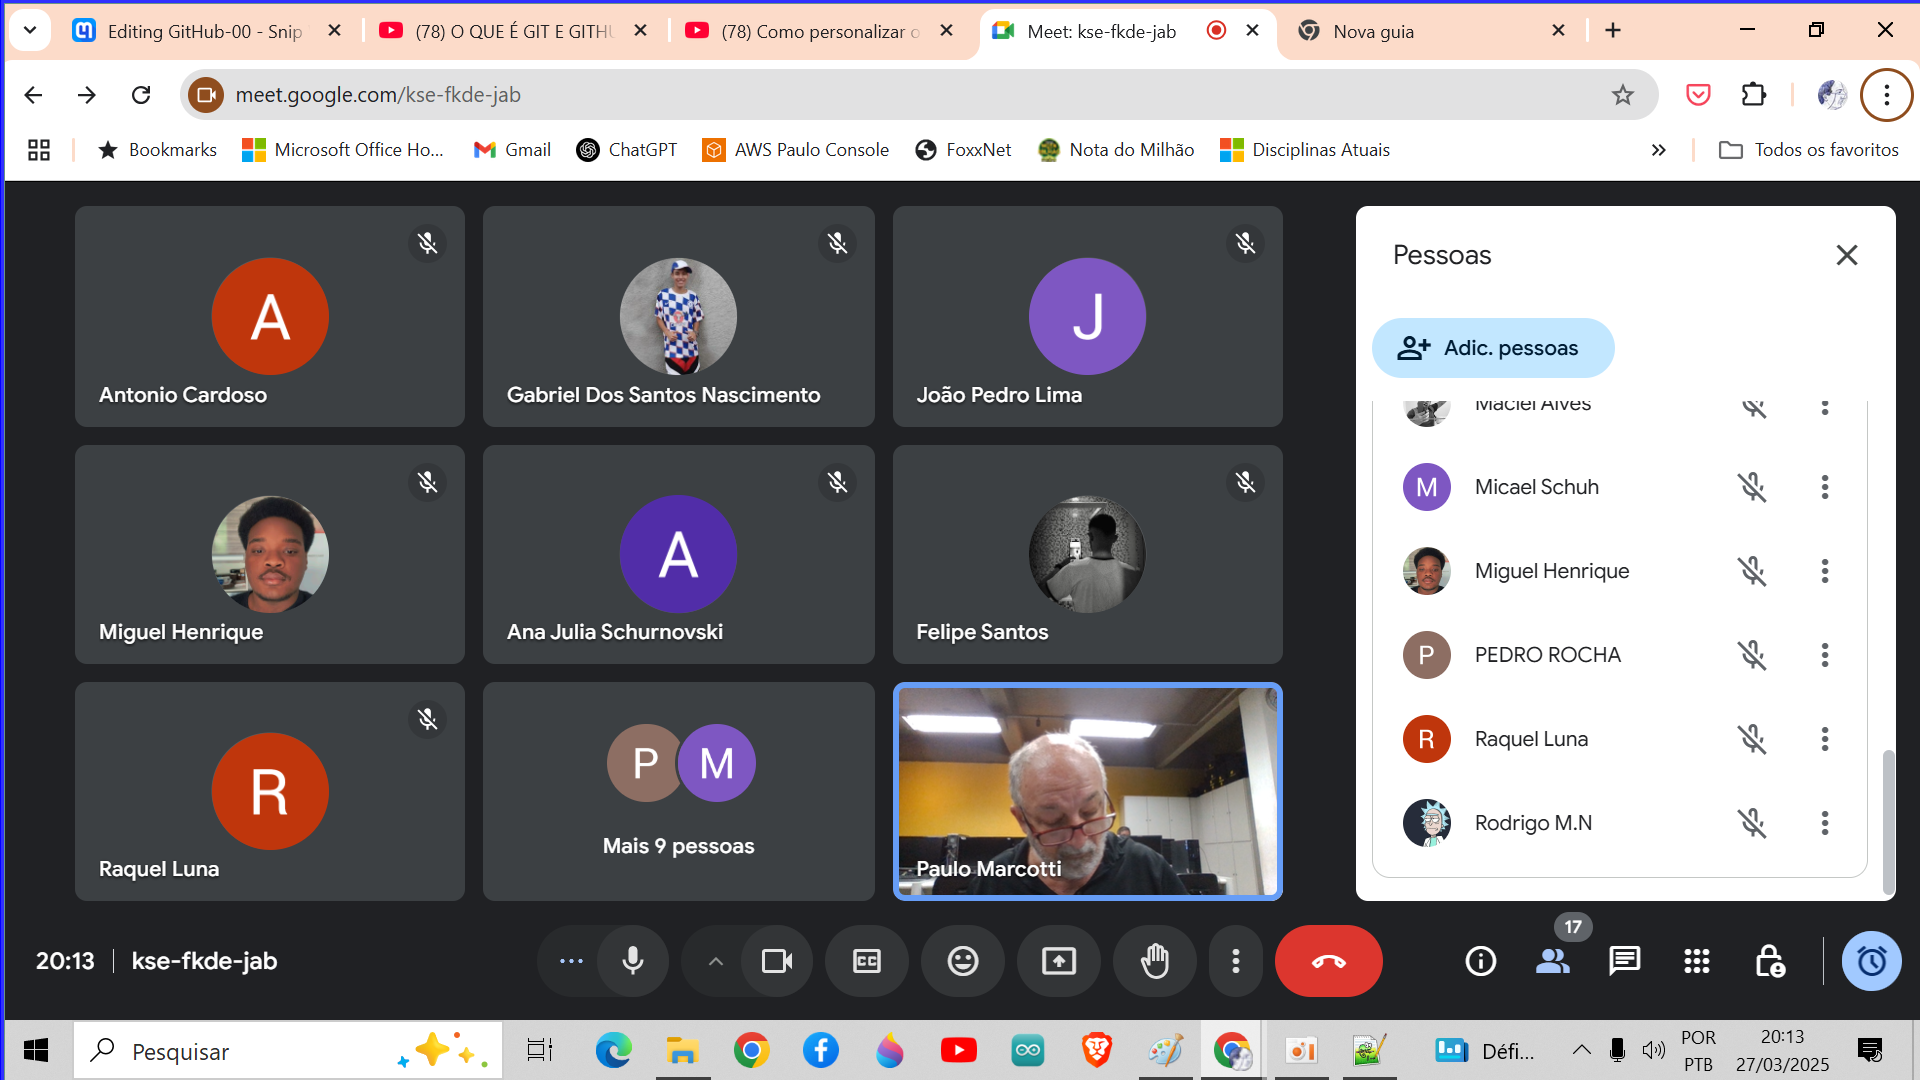 Editing GitHub-00 - Snip
(78) O QUE É GIT E GITHU
(78) Como personalizar o
Meet: kse-fkde-jab
Nova guia
meet.google.com/kse-fkde-jab
Bookmarks
Microsoft Office Ho...
Gmail
ChatGPT
AWS Paulo Console
FoxxNet
Nota do Milhão
Disciplinas Atuais
Todos os favoritos
A
Antonio Cardoso
Gabriel Dos Santos Nascimento
J
João Pedro Lima
Miguel Henrique
A
Ana Julia Schurnovski
Felipe Santos
R
Raquel Luna
P M
Mais 9 pessoas
Paulo Marcotti
Pessoas
Adic. pessoas
Maciel Alves
M Micael Schuh
Miguel Henrique
P PEDRO ROCHA
R Raquel Luna
Rodrigo M.N
20:13 kse-fkde-jab
CC
17
Pesquisar
Défi...
POR
PTB
20:13
27/03/2025